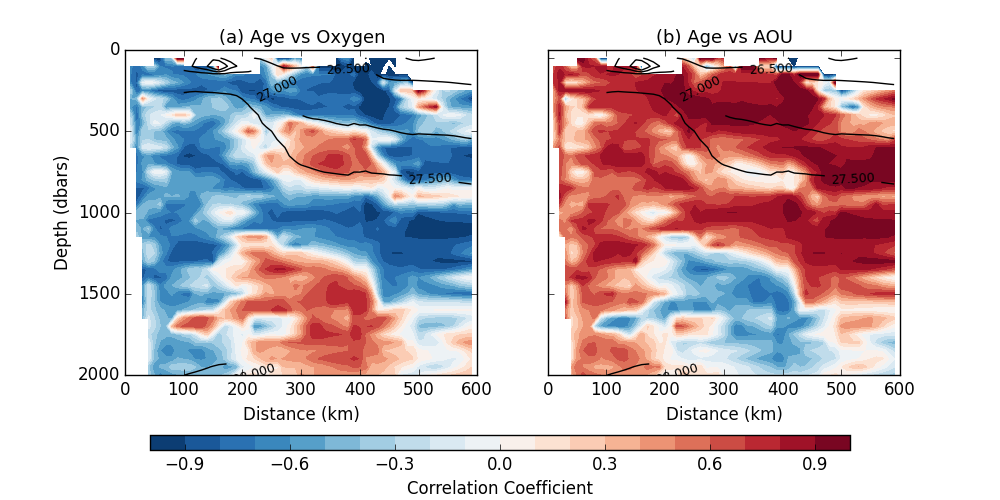 (a) Age vs Oxygen
(b) Age vs AOU
0
500
1000
1500
2000
Depth (dbars)
26.500
27.000
27.500
26.500
27.000
27.500
0 100 200 300 400 500 600
0 100 200 300 400 500 600
Distance (km)
Distance (km)
−0.9 −0.6 −0.3 0.0 0.3 0.6 0.9
Correlation Coefficient